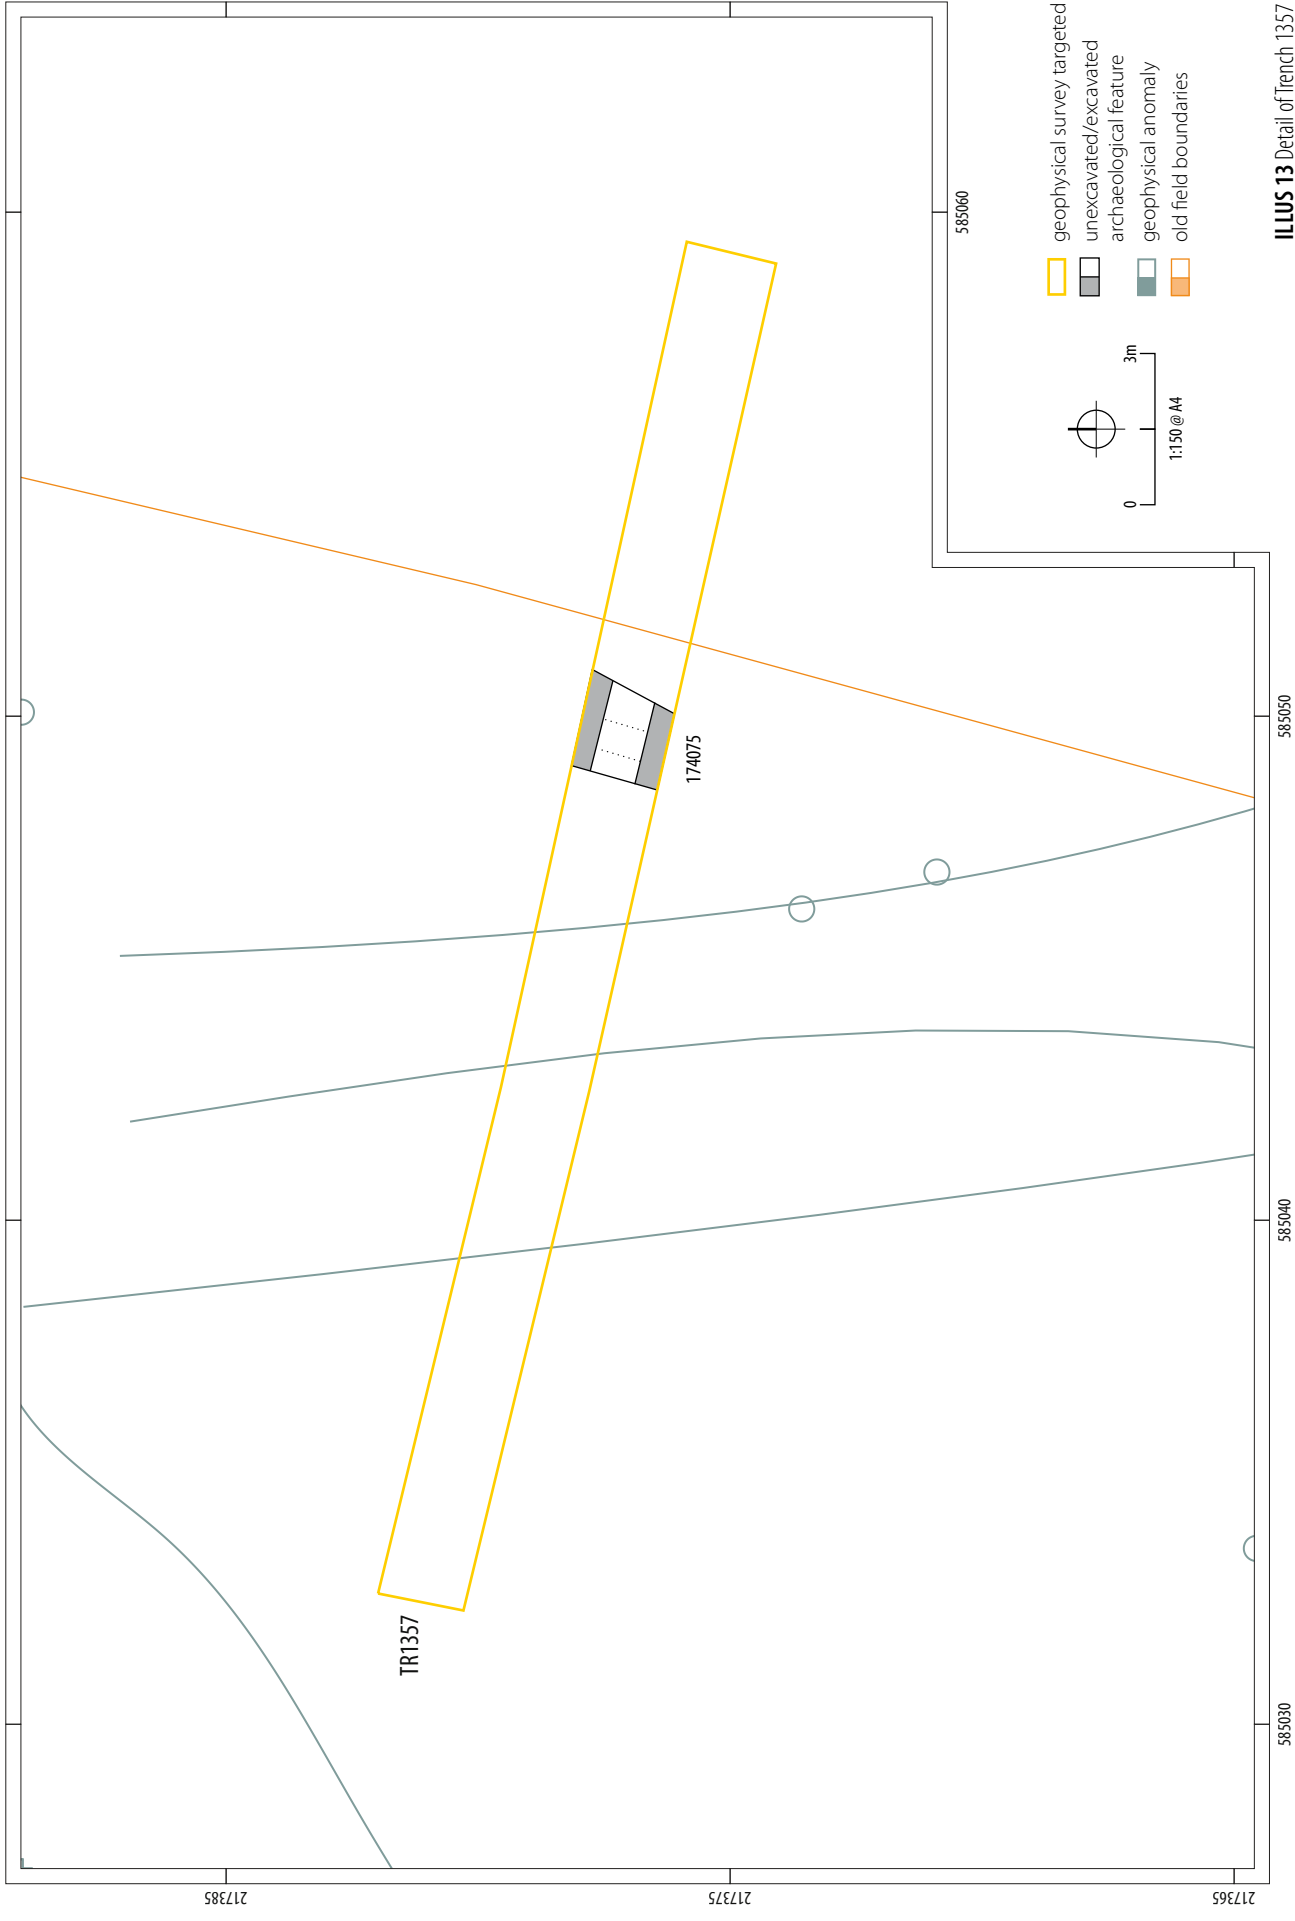 TR1357
174075
217385
217375
217365
585030
585040
585050
585060
0
3m
1:150 @ A4
geophysical survey targeted
unexcavated/excavated
archaeological feature
geophysical anomaly
old field boundaries
ILLUS 13 Detail of Trench 1357